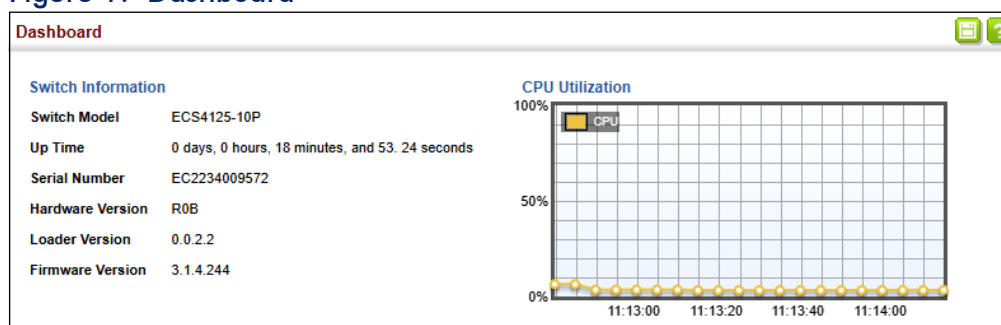 Dashboard
Switch Information
Switch Model ECS4125-10P
Up Time 0 days, 0 hours, 18 minutes, and 53. 24 seconds
Serial Number EC2234009572
Hardware Version R0B
Loader Version 0.0.2.2
Firmware Version 3.1.4.244
CPU Utilization
100%
CPU
50%
0%
11:13:00 11:13:20 11:13:40 11:14:00